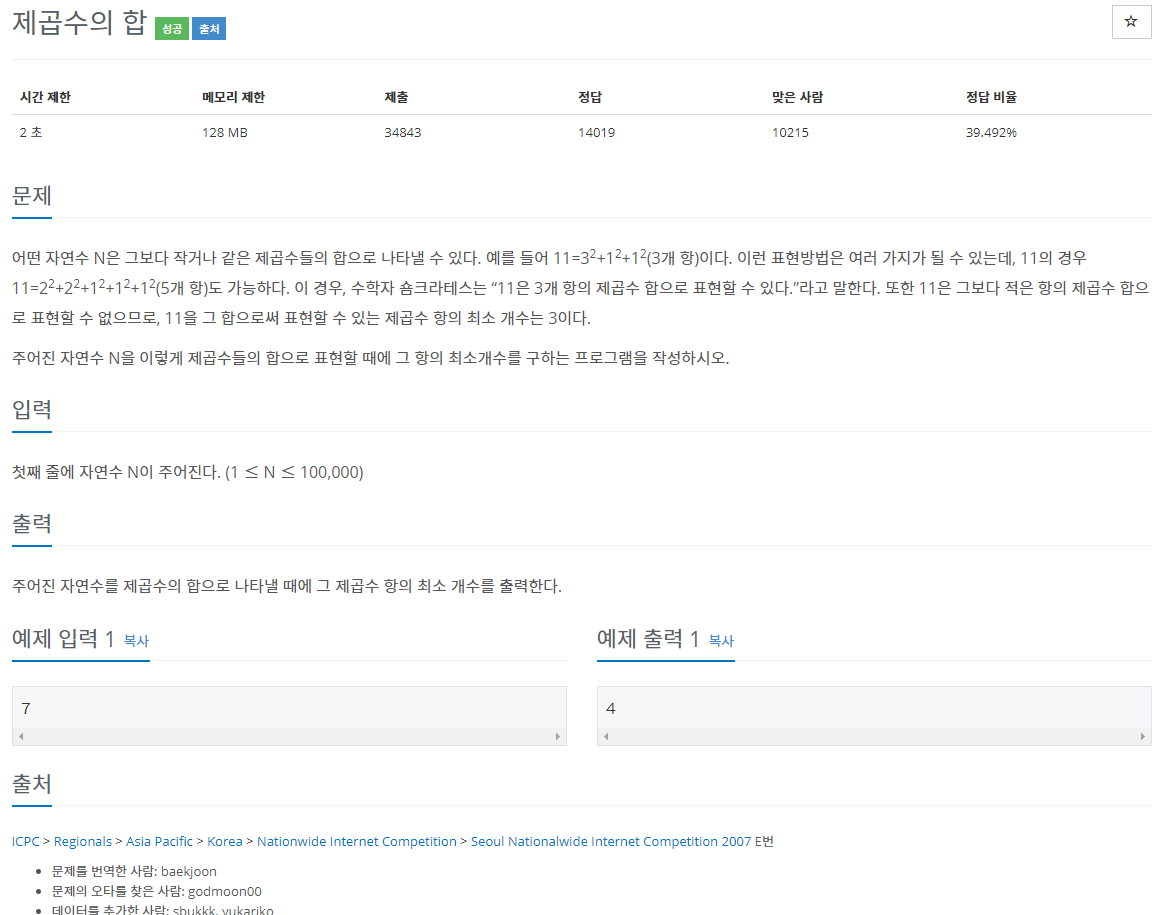 제곱수의 합 성공 출처
☆
시간 제한 메모리 제한 제출 정답 맞은 사람 정답 비율
2 초 128 MB 34843 14019 10215 39.492%
문제
어떤 자연수 N은 그보다 작거나 같은 제곱수들의 합으로 나타낼 수 있다. 예를 들어 11=3²+1²+1²(3개 항)이다. 이런 표현방법은 여러 가지가 될 수 있는데, 11의 경우
11=2²+2²+1²+1²+1²(5개 항)도 가능하다. 이 경우, 수학자 숌크라테스는 “11은 3개 항의 제곱수 합으로 표현할 수 있다.”라고 말한다. 또한 11은 그보다 적은 항의 제곱수 합으
로 표현할 수 없으므로, 11을 그 합으로써 표현할 수 있는 제곱수 항의 최소 개수는 3이다.
주어진 자연수 N을 이렇게 제곱수들의 합으로 표현할 때에 그 항의 최소개수를 구하는 프로그램을 작성하시오.
입력
첫째 줄에 자연수 N이 주어진다. (1 ≤ N ≤ 100,000)
출력
주어진 자연수를 제곱수의 합으로 나타낼 때에 그 제곱수 항의 최소 개수를 출력한다.
예제 입력 1 복사
7
예제 출력 1 복사
4
출처
ICPC > Regionals > Asia Pacific > Korea > Nationwide Internet Competition > Seoul Nationalwide Internet Competition 2007 E번
• 문제를 번역한 사람: baekjoon
• 문제의 오타를 찾은 사람: godmoon00
• 데이터를 추가한 사람: sbukkk, yukariko